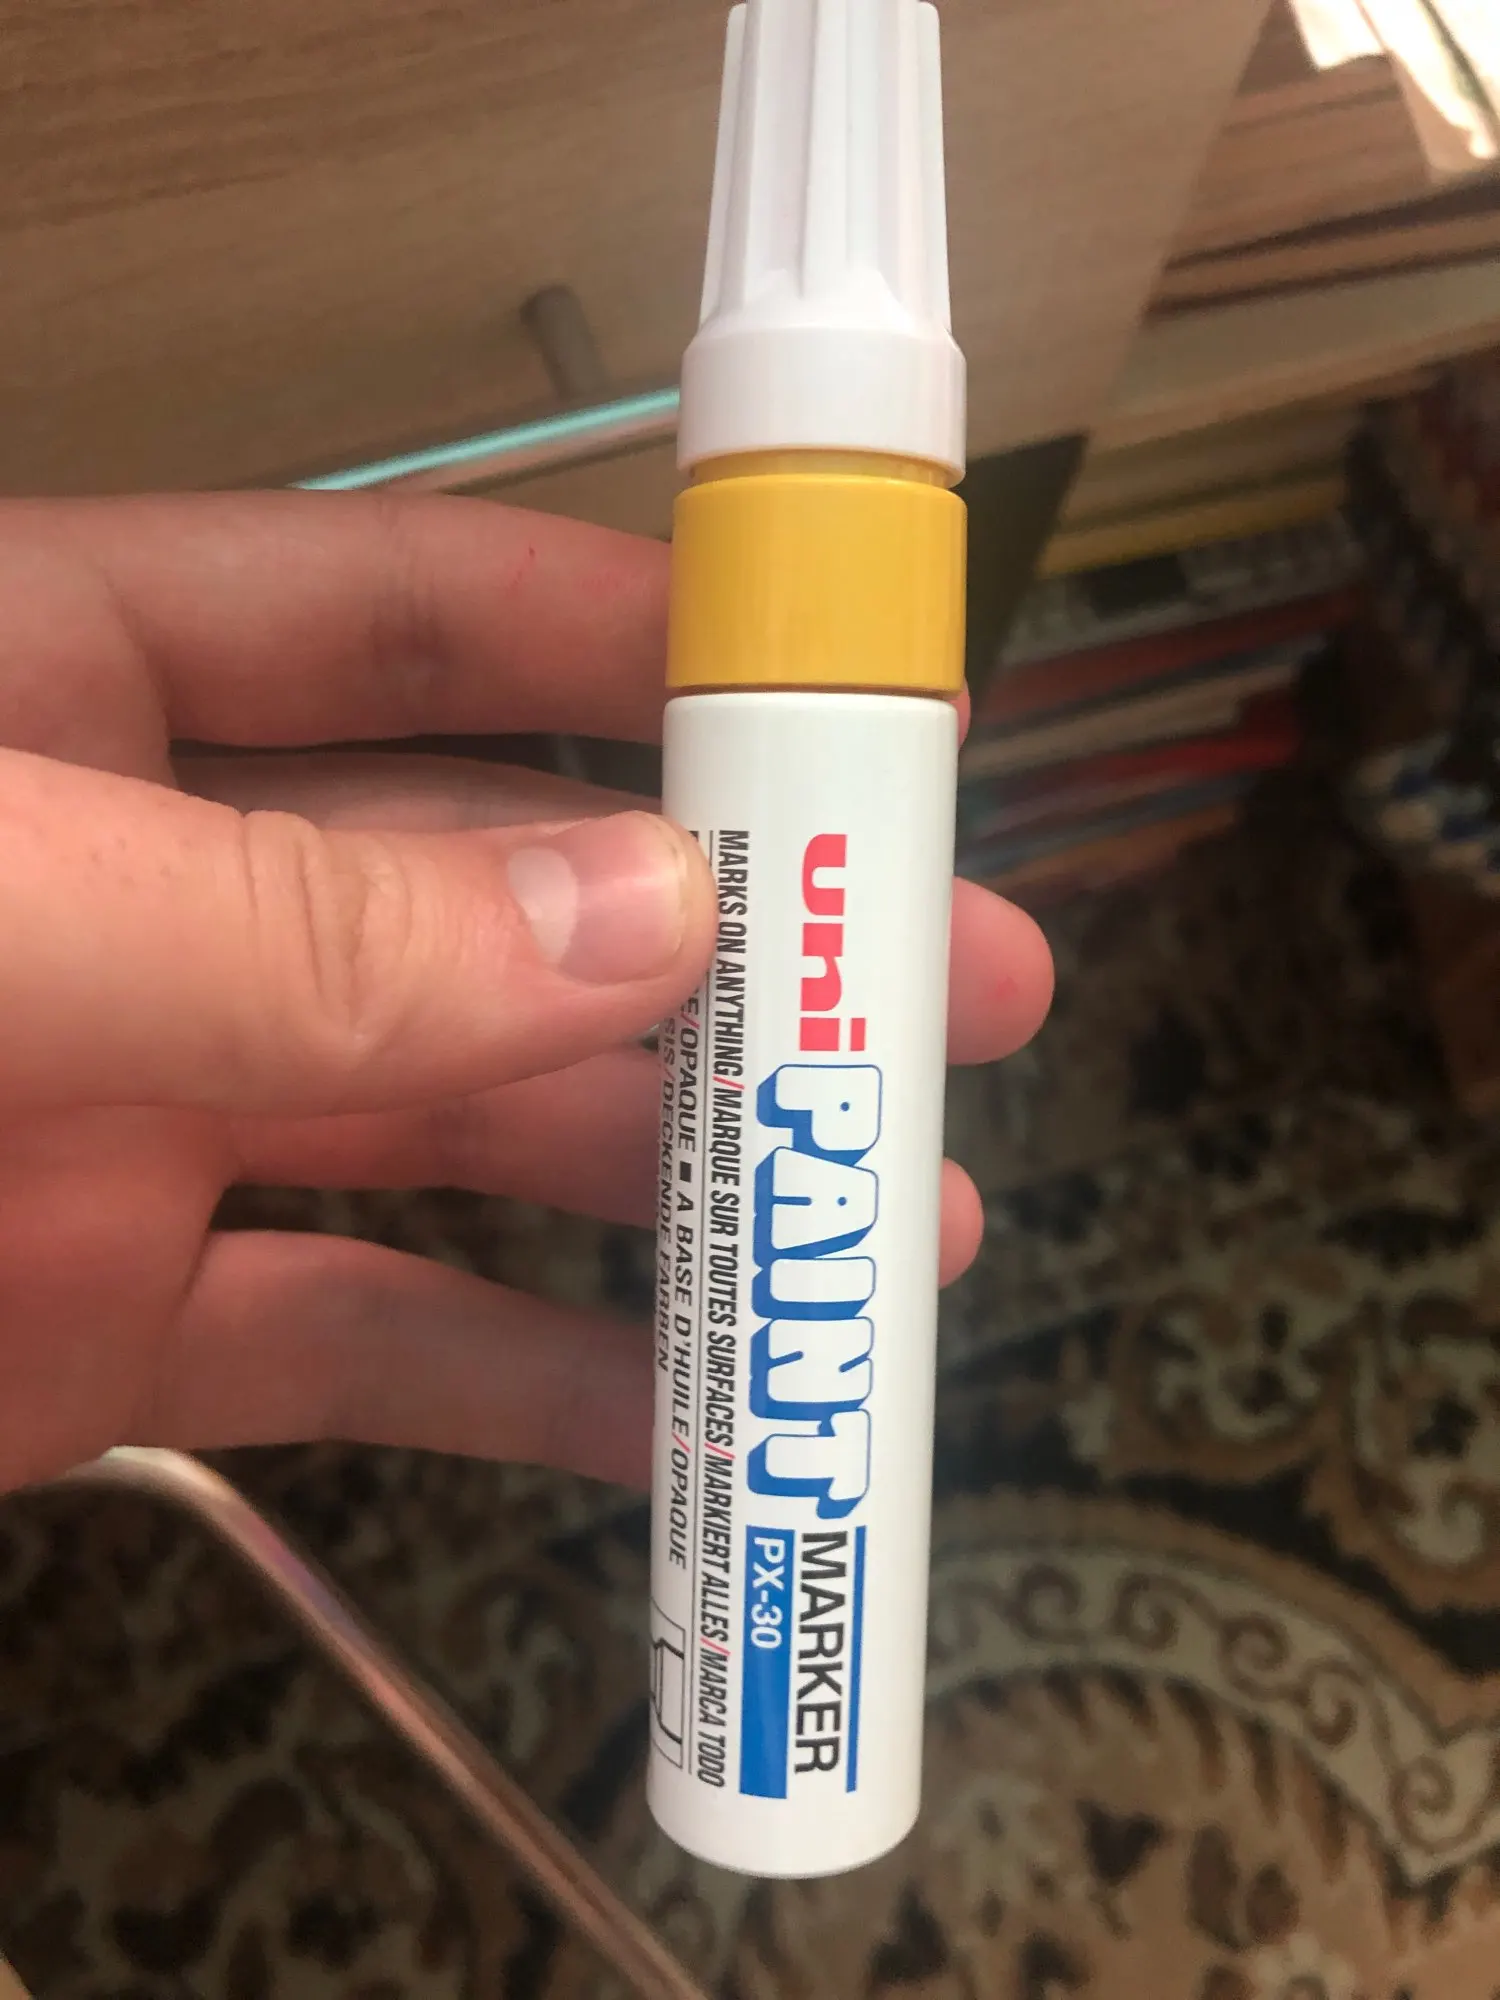 uni PAINT MARKER
PX-30
MARKS ON ANYTHING/MARQUE SUR TOUTES SURFACES/MARKIERT ALLES/MARCA TODO
/OPAQUE ■ A BASE D'HUILE/OPAQUE
/DECKENDE FARBEN